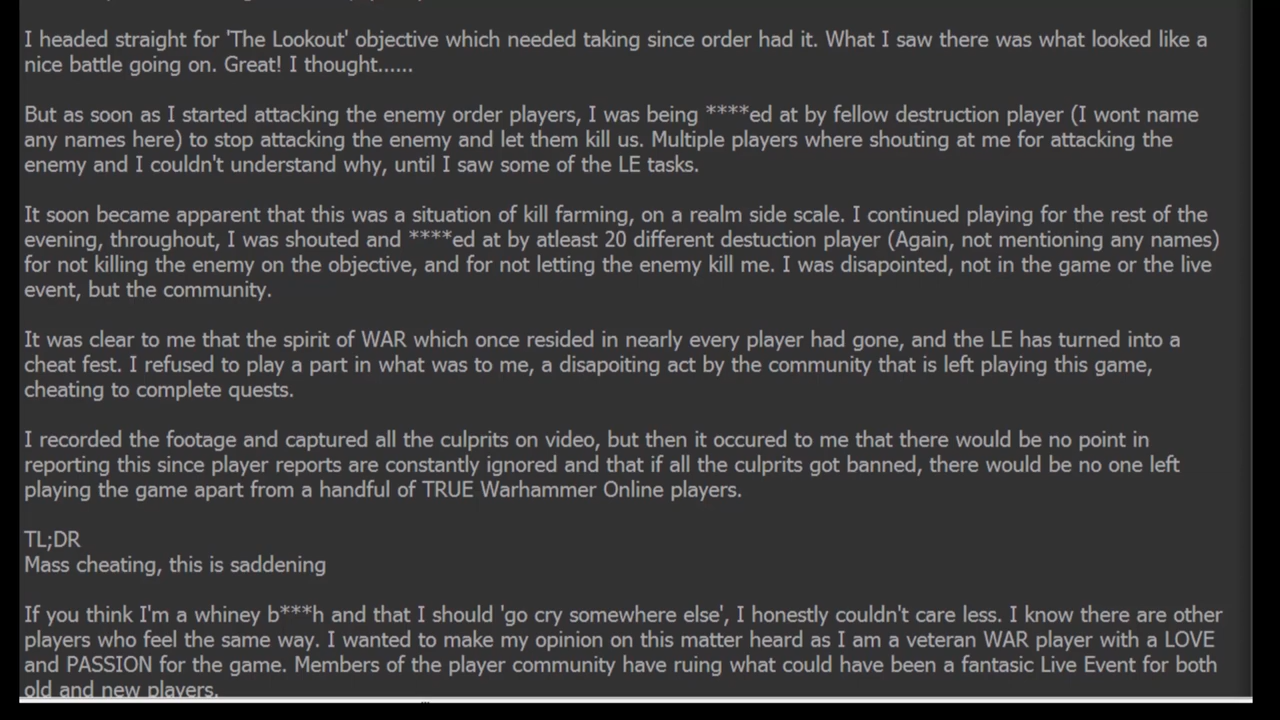 I headed straight for 'The Lookout' objective which needed taking since order had it. What I saw there was what looked like a
nice battle going on. Great! I thought......
But as soon as I started attacking the enemy order players, I was being ****ed at by fellow destruction player (I wont name
any names here) to stop attacking the enemy and let them kill us. Multiple players where shouting at me for attacking the
enemy and I couldn't understand why, until I saw some of the LE tasks.
It soon became apparent that this was a situation of kill farming, on a realm side scale. I continued playing for the rest of the
evening, throughout, I was shouted and ****ed at by atleast 20 different destuction player (Again, not mentioning any names)
for not killing the enemy on the objective, and for not letting the enemy kill me. I was disapointed, not in the game or the live
event, but the community.
It was clear to me that the spirit of WAR which once resided in nearly every player had gone, and the LE has turned into a
cheat fest. I refused to play a part in what was to me, a disapoiting act by the community that is left playing this game,
cheating to complete quests.
I recorded the footage and captured all the culprits on video, but then it occured to me that there would be no point in
reporting this since player reports are constantly ignored and that if all the culprits got banned, there would be no one left
playing the game apart from a handful of TRUE Warhammer Online players.
TL;DR
Mass cheating, this is saddening
If you think I'm a whiney b***h and that I should 'go cry somewhere else', I honestly couldn't care less. I know there are other
players who feel the same way. I wanted to make my opinion on this matter heard as I am a veteran WAR player with a LOVE
and PASSION for the game. Members of the player community have ruing what could have been a fantasic Live Event for both
old and new players.